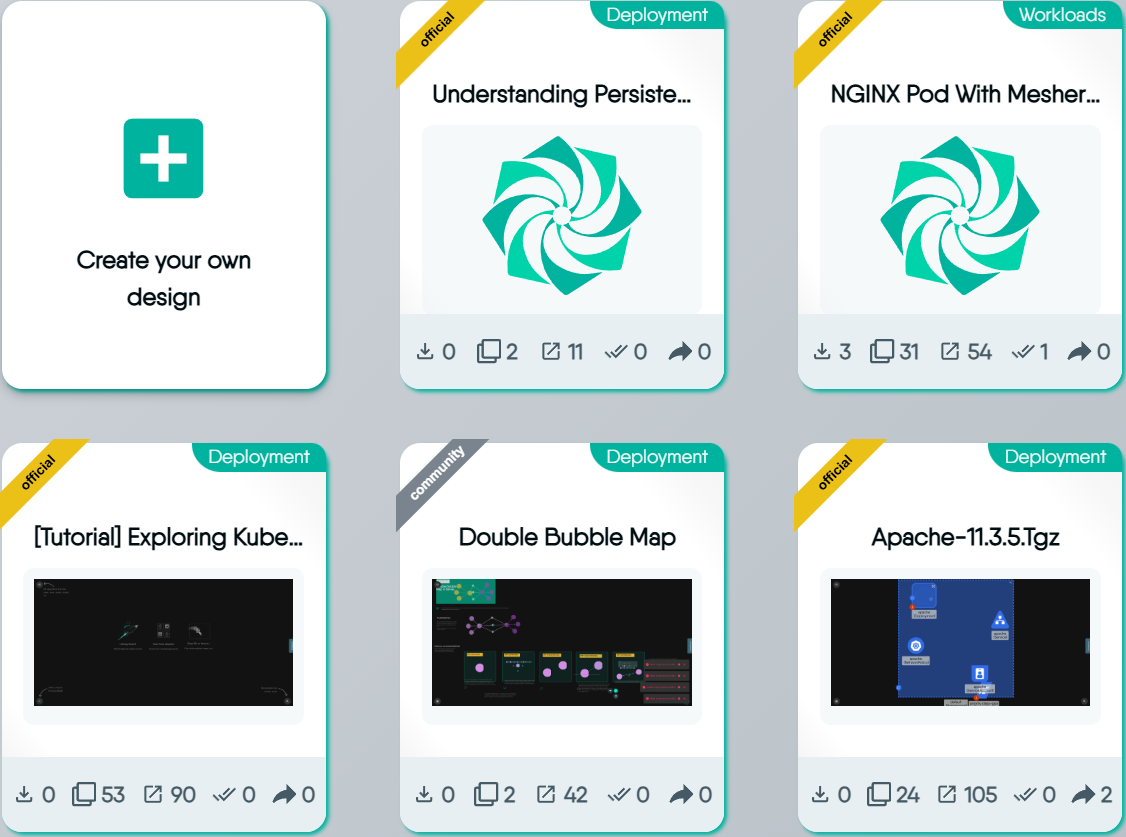 Create your own
design
official
Deployment
Understanding Persiste...
0 2 11 0 0
official
Workloads
NGINX Pod With Mesher...
3 31 54 1 0
official
Deployment
[Tutorial] Exploring Kube...
0 53 90 0 0
community
Deployment
Double Bubble Map
0 2 42 0 0
official
Deployment
Apache-11.3.5.Tgz
0 24 105 0 2